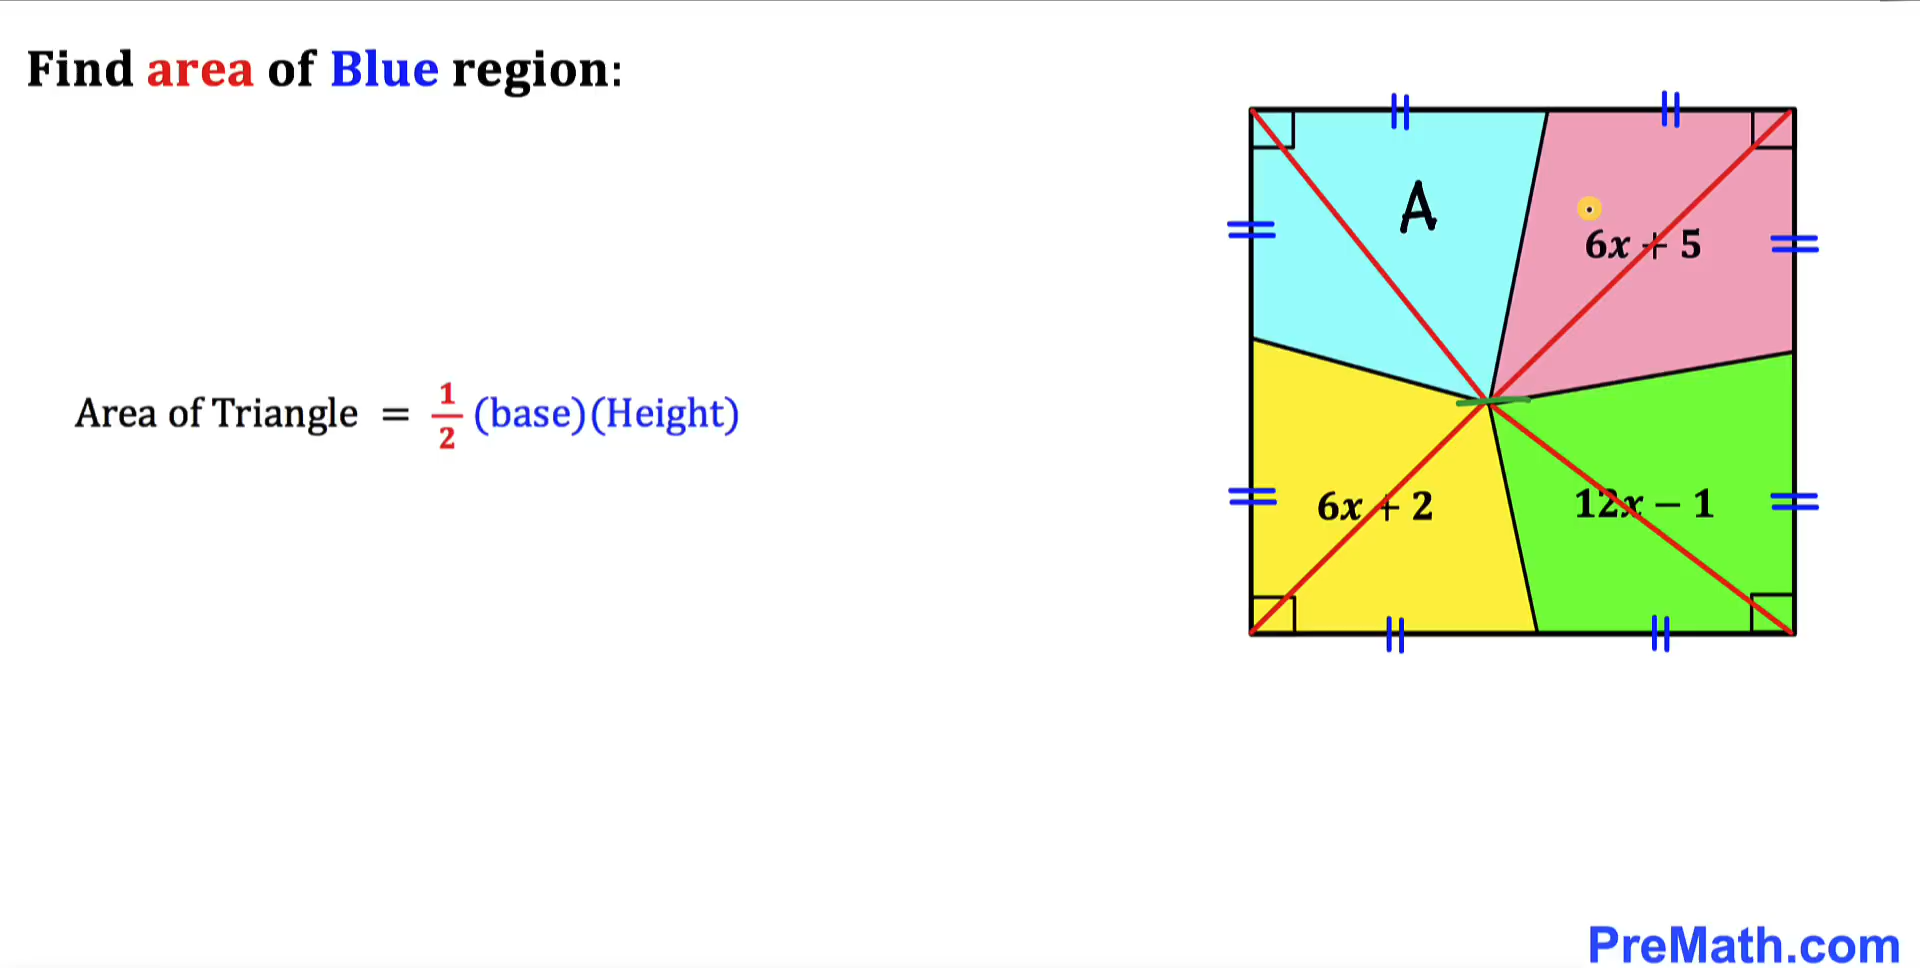 Find area of Blue region:
A
6x + 5
Area of Triangle = 1/2 (base)(Height)
6x + 2
12x − 1
PreMath.com